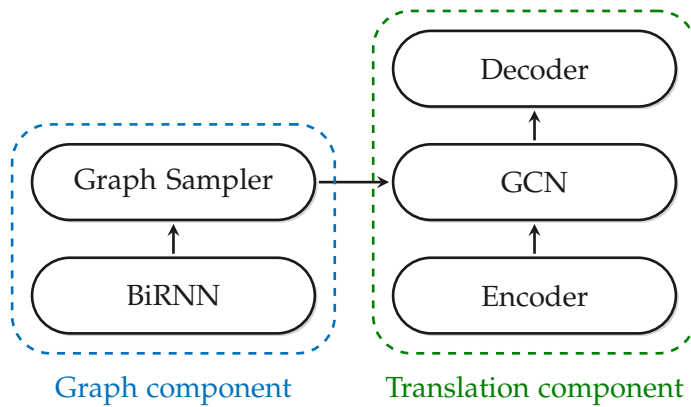 Decoder
Graph Sampler
GCN
BiRNN
Encoder
Graph component
Translation component